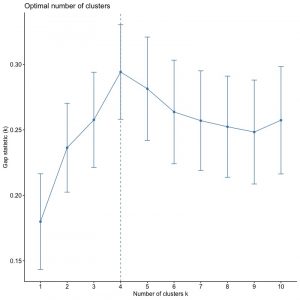 Optimal number of clusters
Gap statistic (k)
0.30
0.25
0.20
0.15
1 2 3 4 5 6 7 8 9 10
Number of clusters k